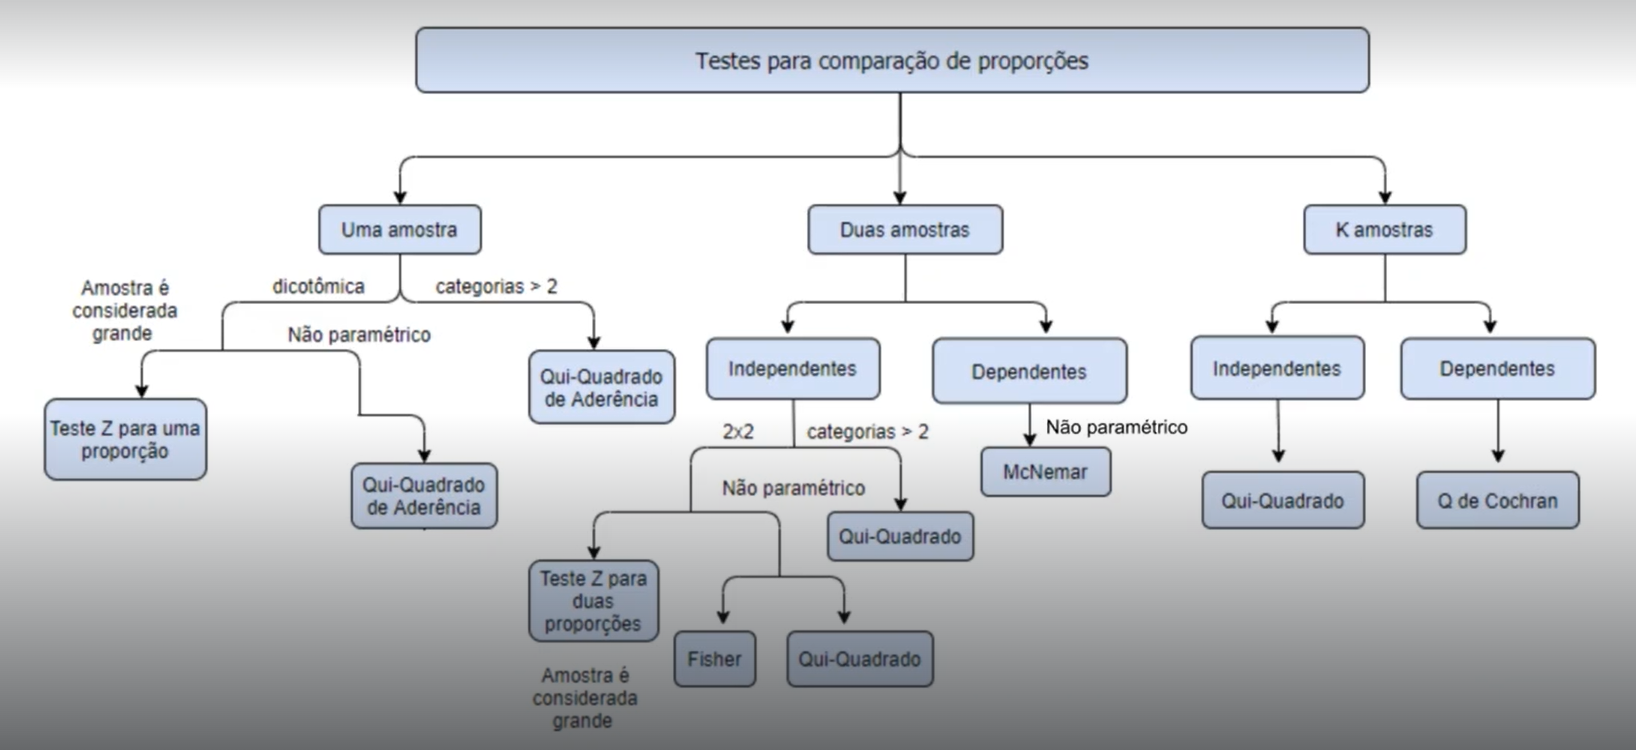 Testes para comparação de proporções
Uma amostra
Duas amostras
K amostras
Amostra é
considerada
grande
dicotômica
categorias > 2
Não paramétrico
Teste Z para uma
proporção
Qui-Quadrado
de Aderência
Qui-Quadrado
de Aderência
Independentes
Dependentes
2x2
categorias > 2
Não paramétrico
McNemar
Não paramétrico
Qui-Quadrado
Teste Z para
duas
proporções
Amostra é
considerada
grande
Fisher
Qui-Quadrado
Independentes
Dependentes
Qui-Quadrado
Q de Cochran